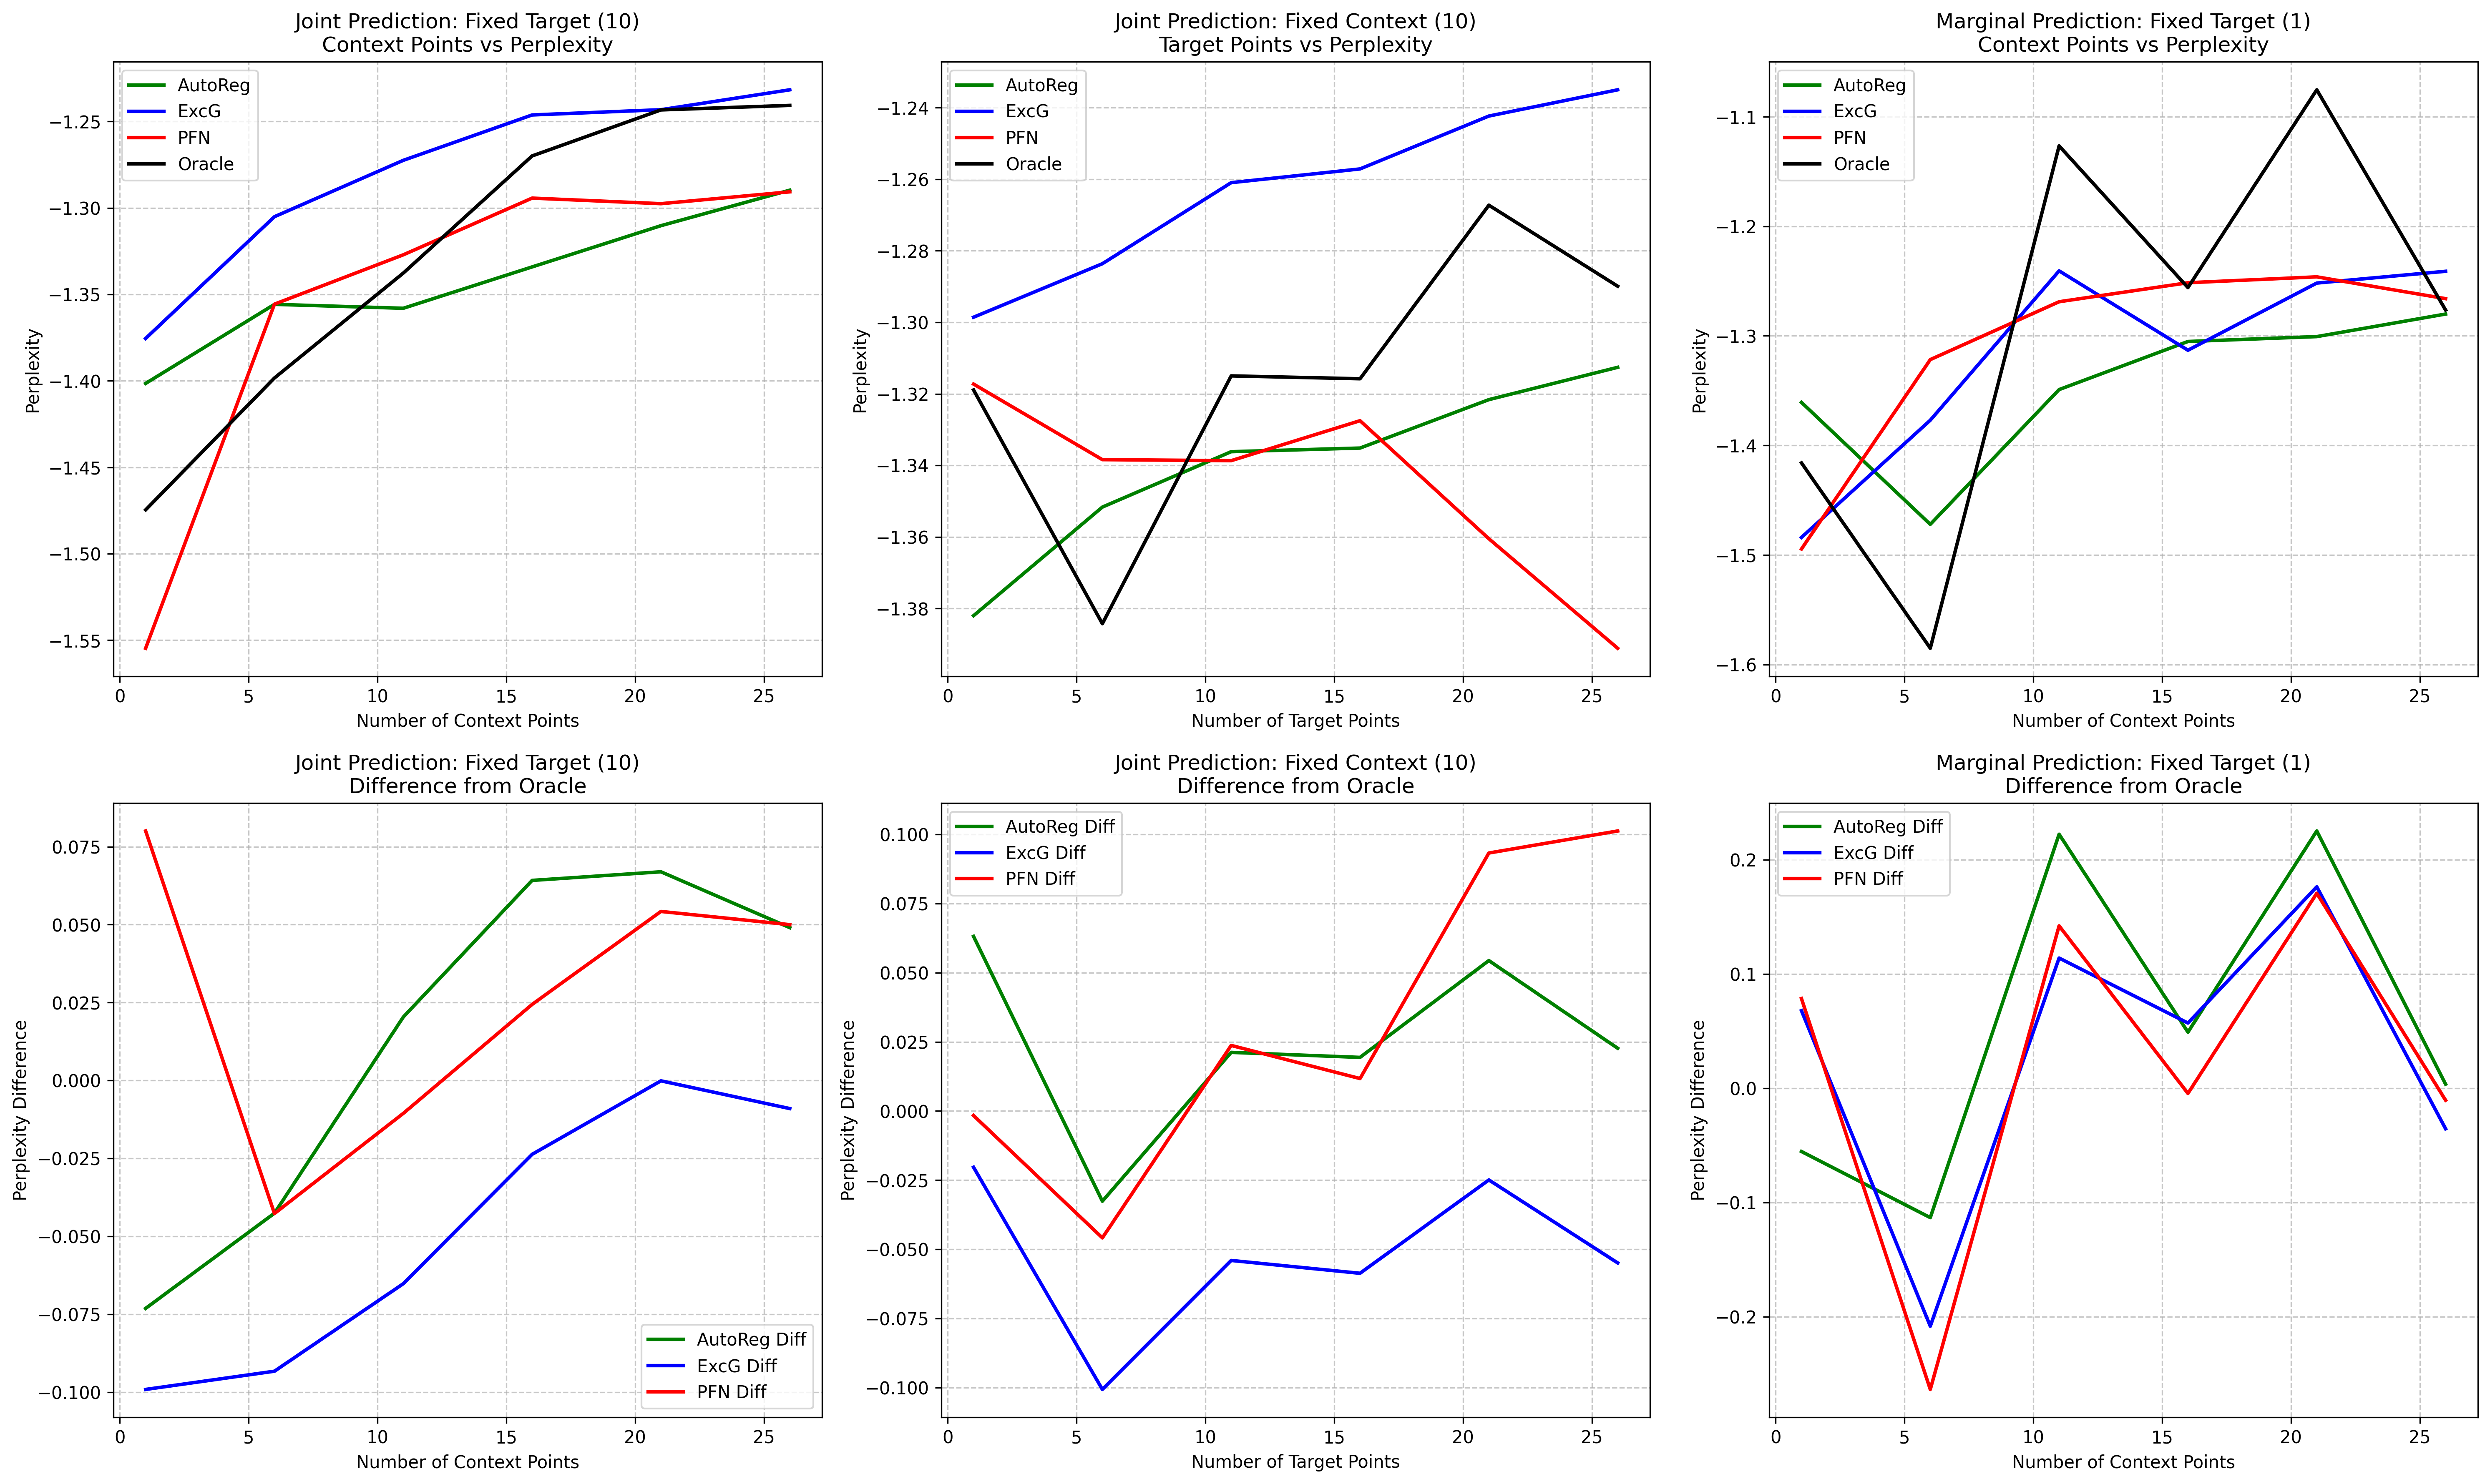 Joint Prediction: Fixed Target (10)
Context Points vs Perplexity
AutoReg
ExcG
PFN
Oracle
Perplexity
−1.25
−1.30
−1.35
−1.40
−1.45
−1.50
−1.55
0 5 10 15 20 25
Number of Context Points
Joint Prediction: Fixed Context (10)
Target Points vs Perplexity
AutoReg
ExcG
PFN
Oracle
Perplexity
−1.24
−1.26
−1.28
−1.30
−1.32
−1.34
−1.36
−1.38
0 5 10 15 20 25
Number of Target Points
Marginal Prediction: Fixed Target (1)
Context Points vs Perplexity
AutoReg
ExcG
PFN
Oracle
Perplexity
−1.1
−1.2
−1.3
−1.4
−1.5
−1.6
0 5 10 15 20 25
Number of Context Points
Joint Prediction: Fixed Target (10)
Difference from Oracle
Perplexity Difference
0.075
0.050
0.025
0.000
−0.025
−0.050
−0.075
−0.100
AutoReg Diff
ExcG Diff
PFN Diff
0 5 10 15 20 25
Number of Context Points
Joint Prediction: Fixed Context (10)
Difference from Oracle
AutoReg Diff
ExcG Diff
PFN Diff
Perplexity Difference
0.100
0.075
0.050
0.025
0.000
−0.025
−0.050
−0.075
−0.100
0 5 10 15 20 25
Number of Target Points
Marginal Prediction: Fixed Target (1)
Difference from Oracle
AutoReg Diff
ExcG Diff
PFN Diff
Perplexity Difference
0.2
0.1
0.0
−0.1
−0.2
0 5 10 15 20 25
Number of Context Points